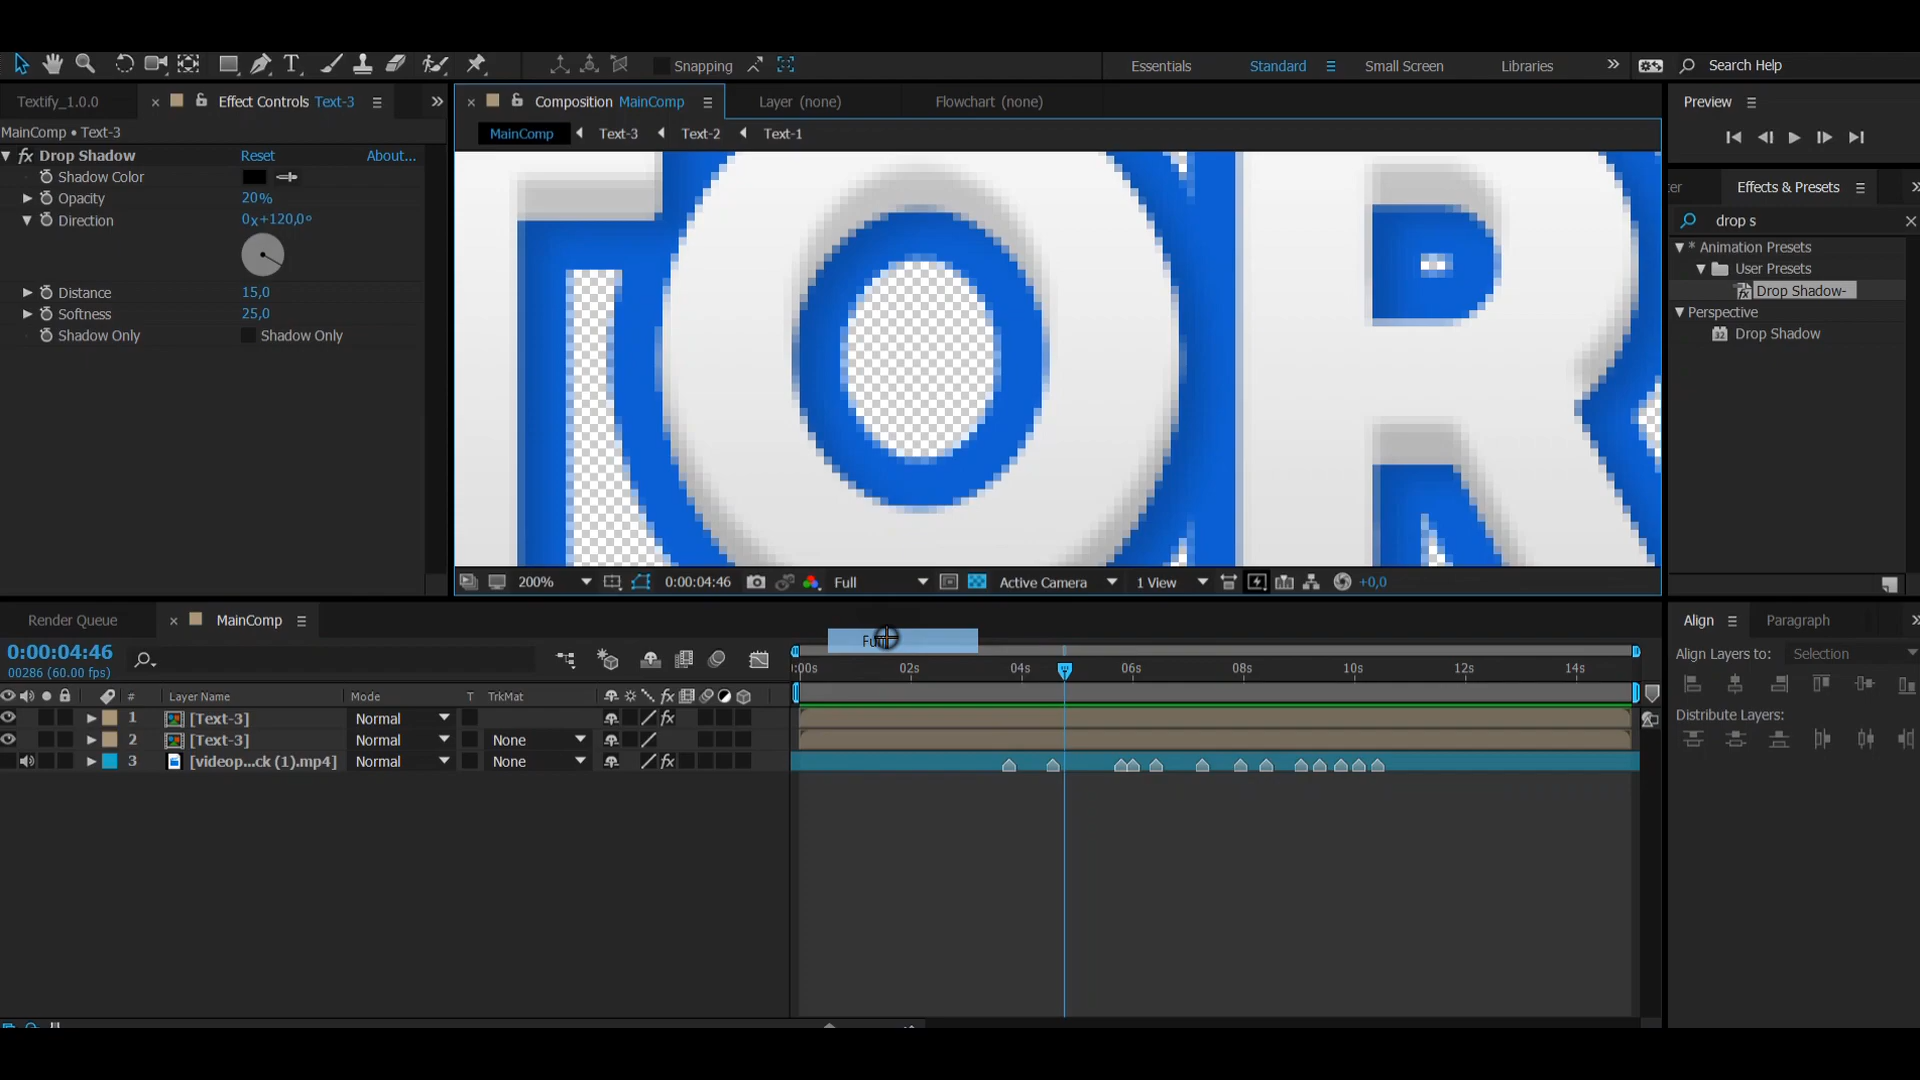 Snapping
Essentials
Standard
Small Screen
Libraries
Search Help
Textify_1.0.0
Effect Controls Text-3
Composition MainComp
Layer (none)
Flowchart (none)
Preview
MainComp • Text-3
MainComp
Text-3
Text-2
Text-1
fx Drop Shadow
Reset
About...
Shadow Color
Opacity
20%
Direction
0x+120,0°
Distance
15,0
Softness
25,0
Shadow Only
Shadow Only
TOR
Effects & Presets
drop s
* Animation Presets
User Presets
Drop Shadow-
Perspective
32 Drop Shadow
200%
0:00:04:46
Full
Active Camera
1 View
+0,0
Render Queue
MainComp
0:00:04:46
00286 (60.00 fps)
:00s
02s
04s
06s
08s
10s
12s
14s
#
Layer Name
Mode
T
TrkMat
fx
1
[Text-3]
Normal
fx
2
[Text-3]
Normal
None
3
[videop...ck (1).mp4]
Normal
None
fx
Align
Paragraph
Align Layers to:
Selection
Distribute Layers: